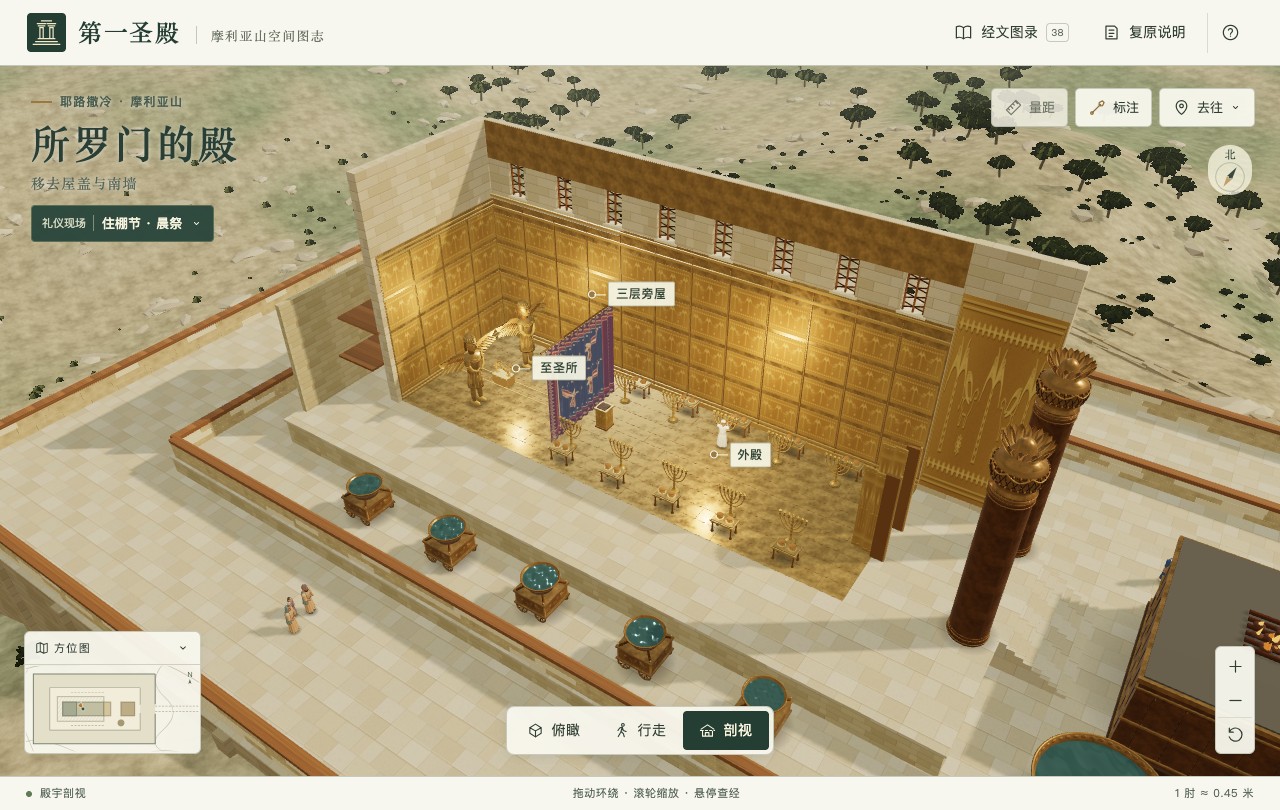 第一圣殿
摩利亚山空间图志
经文图录 38
复原说明
耶路撒冷 · 摩利亚山
所罗门的殿
移去屋盖与南墙
礼仪现场 住棚节 · 晨祭
量距
标注
去往
北
三层旁屋
至圣所
外殿
方位图
N
俯瞰
行走
剖视
殿宇剖视
拖动环绕 · 滚轮缩放 · 悬停查经
1 肘 ≈ 0.45 米